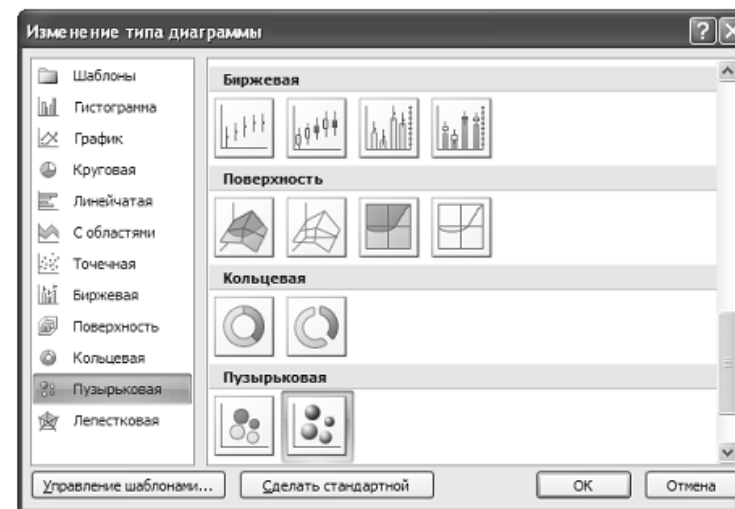 Изменение типа диаграммы
Шаблоны
Гистограмма
График
Круговая
Линейчатая
С областями
Точечная
Биржевая
Поверхность
Кольцевая
Пузырьковая
Лепестковая
Биржевая
Поверхность
Кольцевая
Пузырьковая
Управление шаблонами...
Сделать стандартной
ОК
Отмена